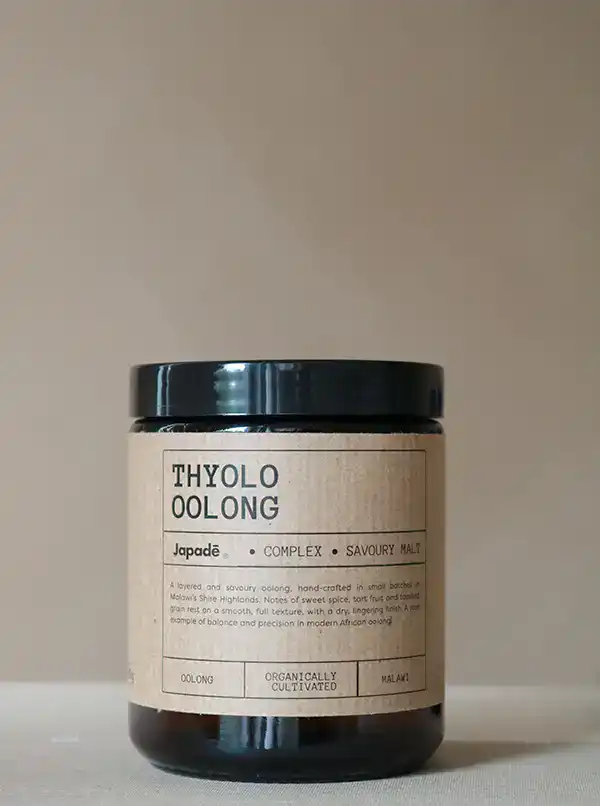 THYOLO
OOLONG
Japadē® • COMPLEX • SAVOURY MALT
A layered and savoury oolong, hand-crafted in small batches in
Malawi's Shire Highlands. Notes of sweet spice, tart fruit and toasted
grain rest on a smooth, full texture, with a dry, lingering finish. A rare
example of balance and precision in modern African oolong
OOLONG
ORGANICALLY
CULTIVATED
MALAWI